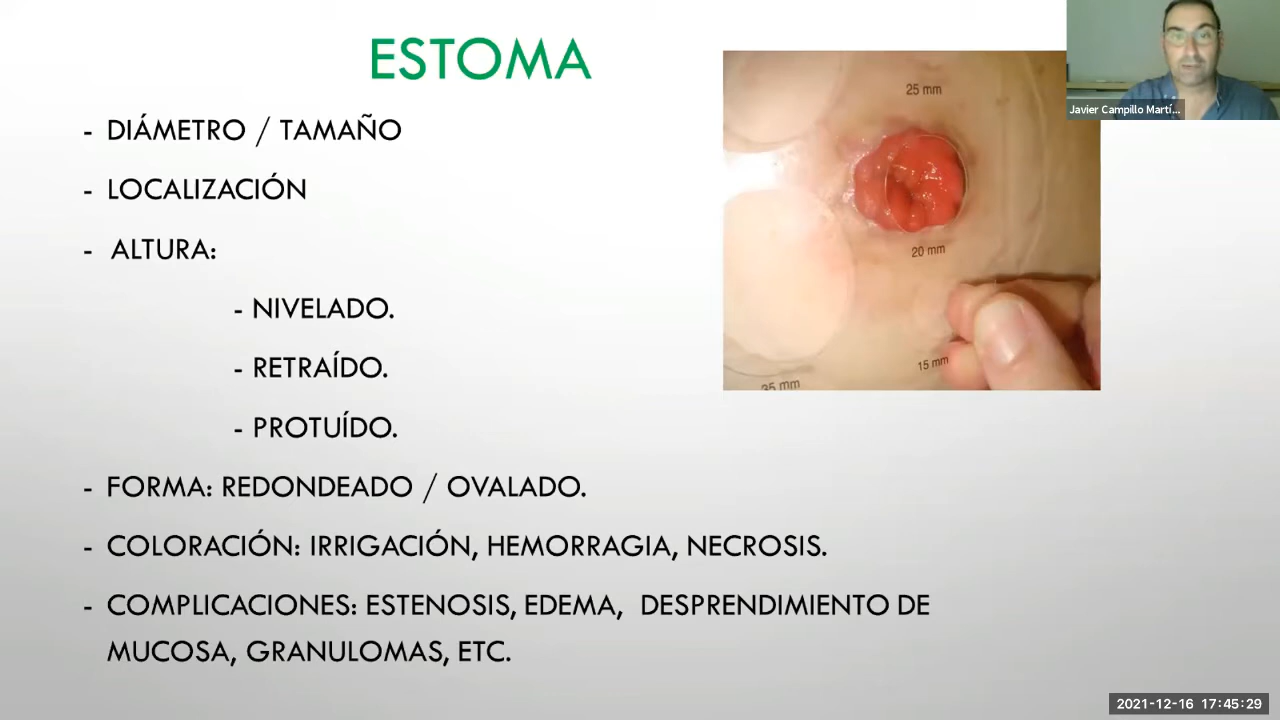 ESTOMA
- DIÁMETRO / TAMAÑO
- LOCALIZACIÓN
- ALTURA:
- NIVELADO.
- RETRAÍDO.
- PROTUÍDO.
- FORMA: REDONDEADO / OVALADO.
- COLORACIÓN: IRRIGACIÓN, HEMORRAGIA, NECROSIS.
- COMPLICACIONES: ESTENOSIS, EDEMA, DESPRENDIMIENTO DE
MUCOSA, GRANULOMAS, ETC.
25 mm
20 mm
15 mm
35 mm
Javier Campillo Martí...
2021-12-16 17:45:29